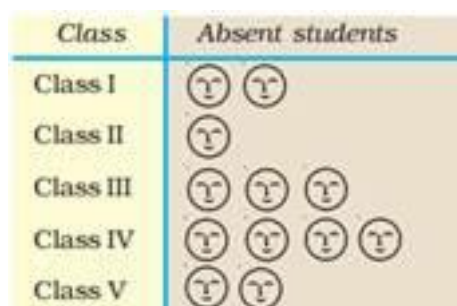 Class Absent students
Class I
Class II
Class III
Class IV
Class V